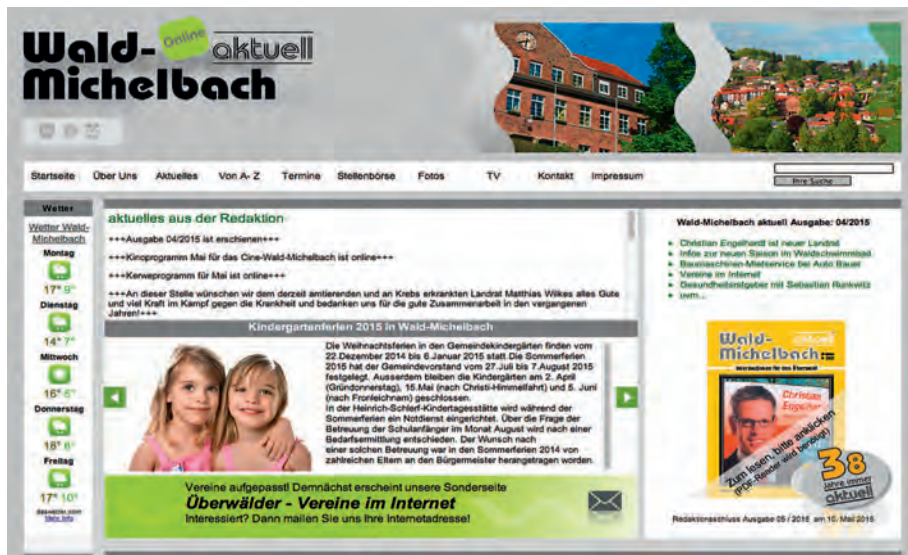 Wald-
Online
aktuell
Michelbach
Startseite Über Uns Aktuelles Von A- Z Termine Stellenbörse Fotos TV Kontakt Impressum
Ihre Suche
Wetter
Wetter Wald-
Michelbach
Montag
17° 9°
Dienstag
14° 7°
Mittwoch
16° 6°
Donnerstag
18° 6°
Freitag
17° 10°
Mehr Info
aktuelles aus der Redaktion
+++Ausgabe 04/2015 ist erschienen+++
+++Kinoprogramm Mai für das Cine-Wald-Michelbach ist online+++
+++Kerweprogramm für Mai ist online+++
+++An dieser Stelle wünschen wir dem derzeit amtierenden und an Krebs erkrankten Landrat Matthias Wilkes alles Gute
und viel Kraft im Kampf gegen die Krankheit und bedanken uns für die gute Zusammenarbeit in den vergangenen
Jahren!+++
Kindergartenferien 2015 in Wald-Michelbach
Die Weihnachtsferien in den Gemeindekindergärten finden vom
22.Dezember 2014 bis 6.Januar 2015 statt.Die Sommerferien
2015 hat der Gemeindevorstand vom 27.Juli bis 7.August 2015
festgelegt. Ausserdem bleiben die Kindergärten am 2. April
(Gründonnerstag), 15.Mai (nach Christi-Himmelfahrt) und 5. Juni
(nach Fronleichnam) geschlossen.
In der Heinrich-Schlerf-Kindertagesstätte wird während der
Sommerferien ein Notdienst eingerichtet. Über die Frage der
Betreuung der Schulanfänger im Monat August wird nach einer
Bedarfsermittlung entschieden. Der Wunsch nach
einer solchen Betreuung war in den Sommerferien 2014 von
zahlreichen Eltern an den Bürgermeister herangetragen worden.
Vereine aufgepasst! Demnächst erscheint unsere Sonderseite
Überwälder - Vereine im Internet
Interessiert? Dann mailen Sie uns Ihre Internetadresse!
Wald-Michelbach aktuell Ausgabe: 04/2015
Christian Engelhardt ist neuer Landrat
Infos zur neuen Saison im Waldschwimmbad
Baumaschinen-Mietservice bei Auto Bauer
Vereine im Internet
Gesundheitsratgeber mit Sebastian Runkwitz
uvm...
Wald-
aktuell
Michelbach
Informationen für den Überwald
Christian
Zum lesen, bitte anklicken
(PDF-Reader wird benötigt)
38
Jahre immer
aktuell
Redaktionsschluss Ausgabe 05 / 2015 am 10. Mai 2015